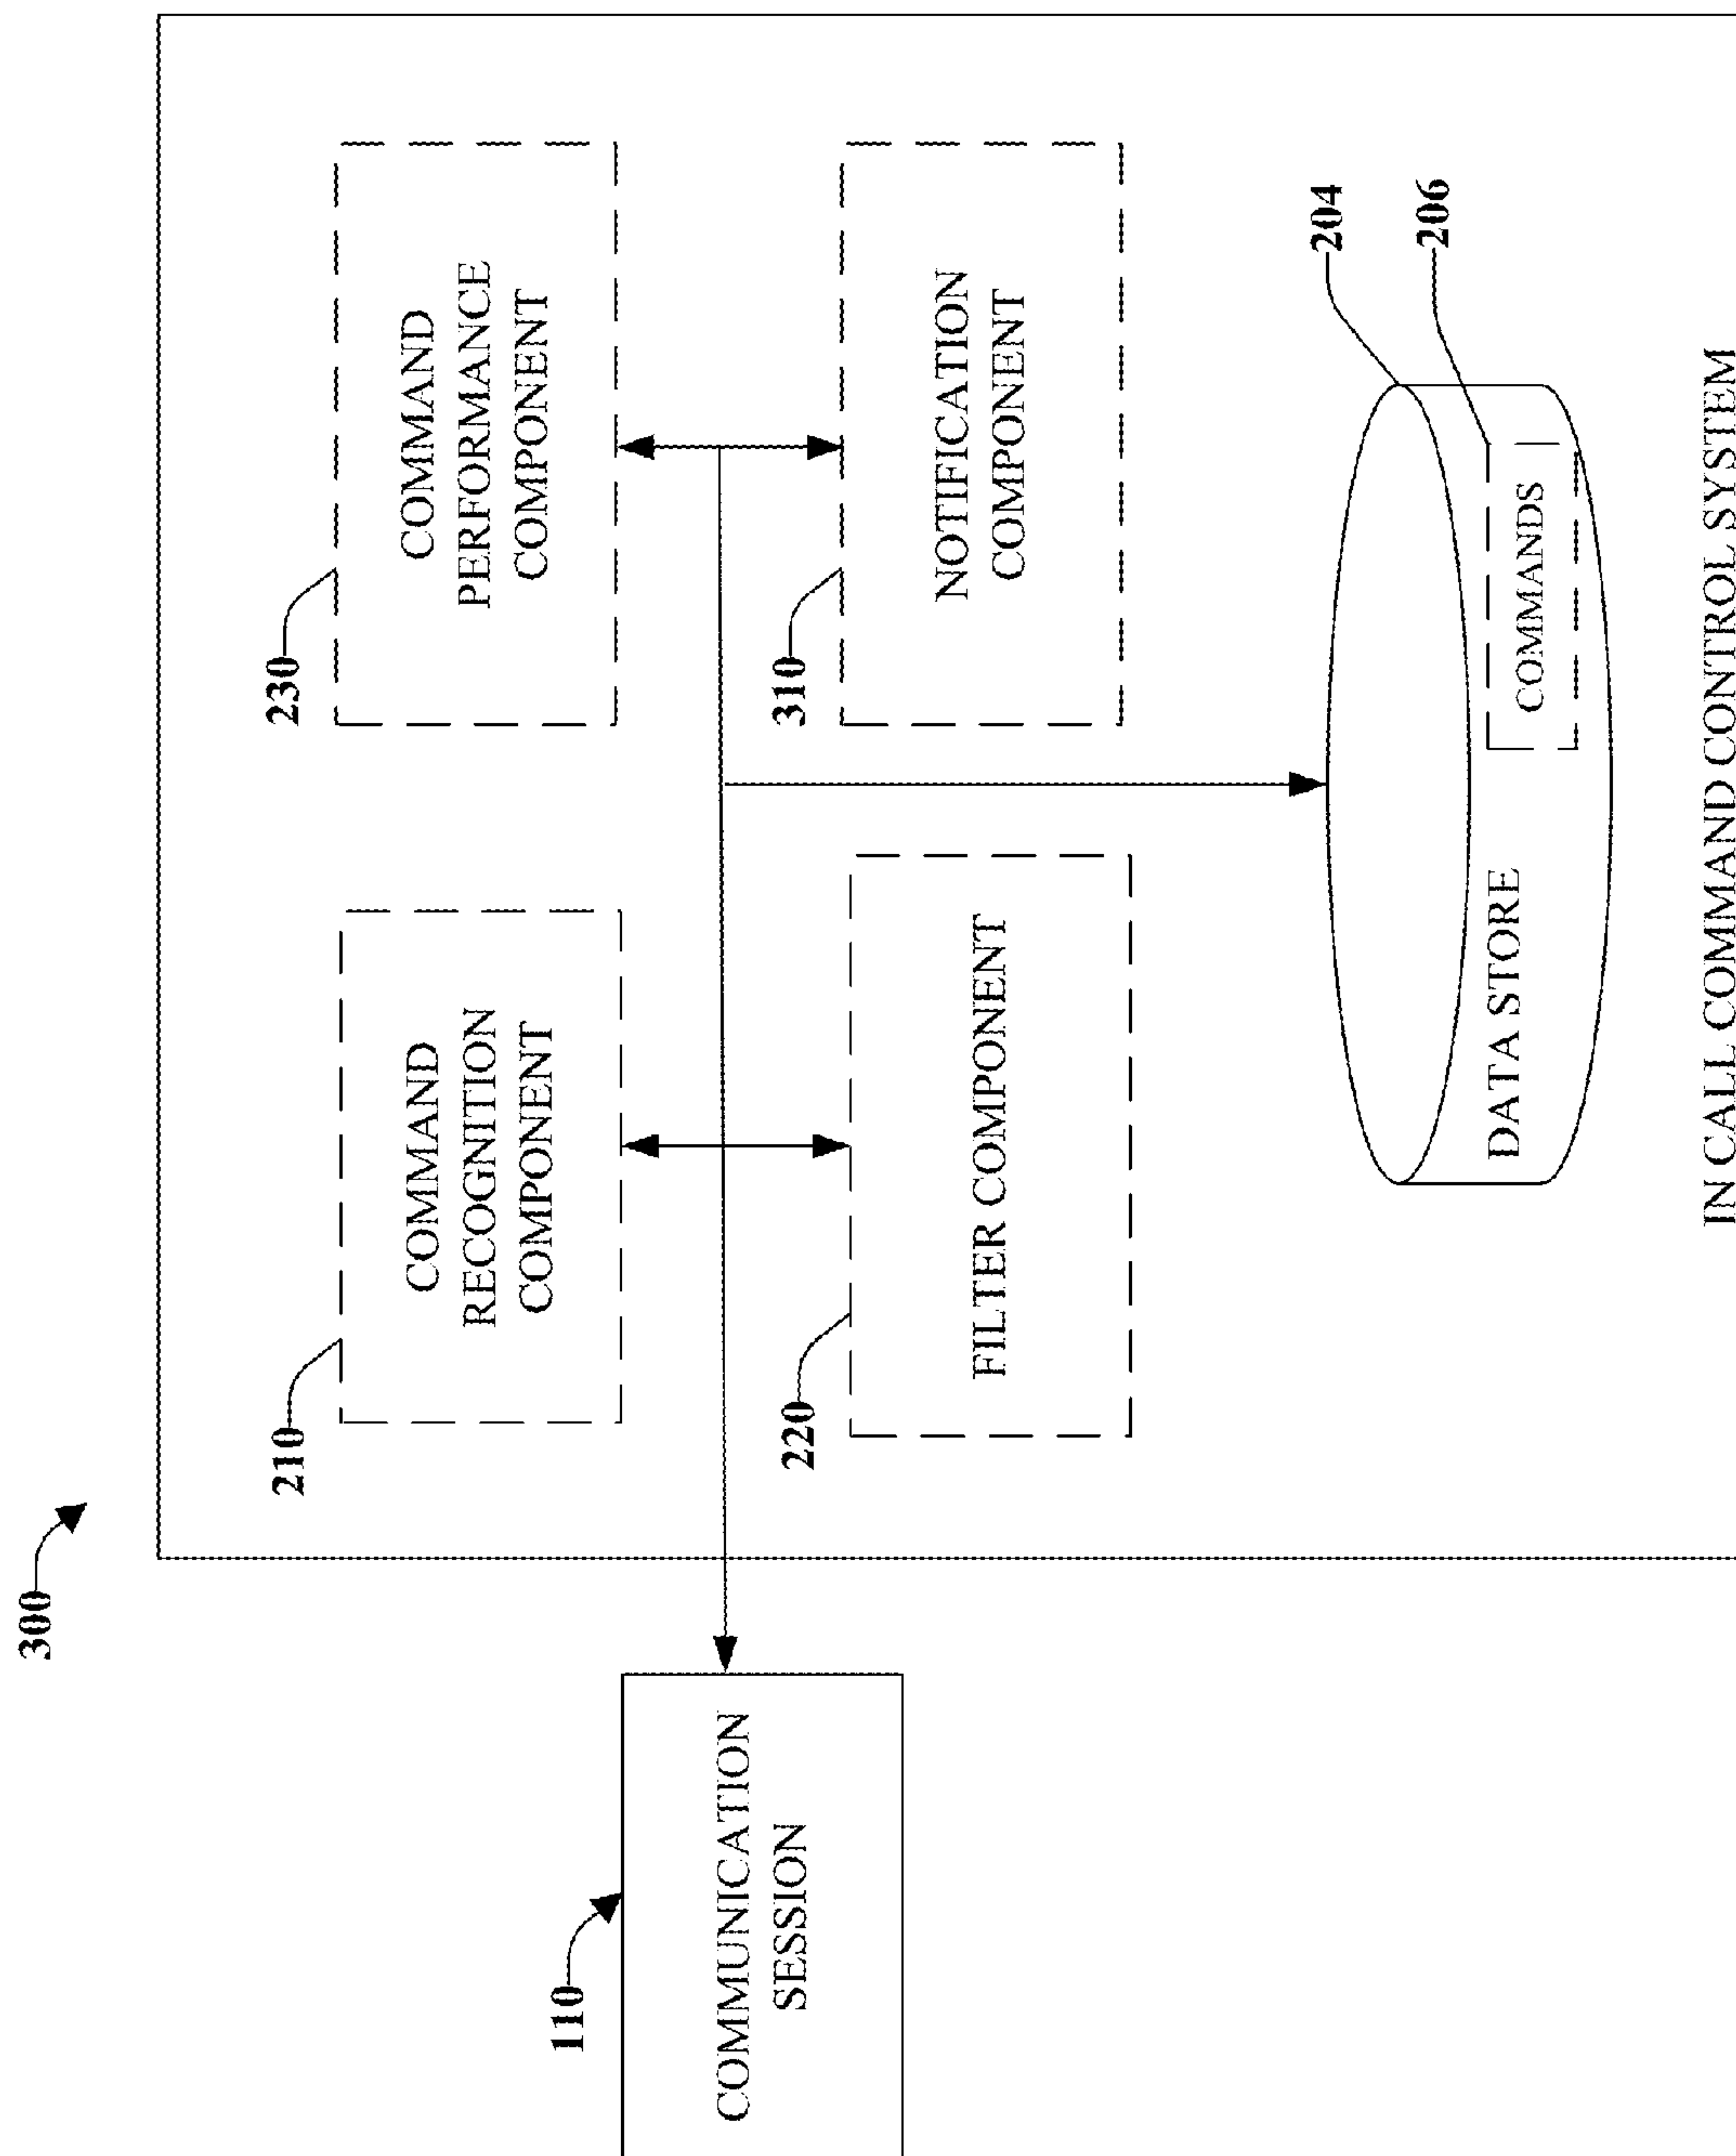 300
110
COMMUNICATION
SESSION
210
COMMAND
RECOGNITION
COMPONENT
230
COMMAND
PERFORMANCE
COMPONENT
220
FILTER COMPONENT
310
NOTIFICATION
COMPONENT
204
206
DATA STORE
COMMANDS
IN CALL COMMAND CONTROL SYSTEM